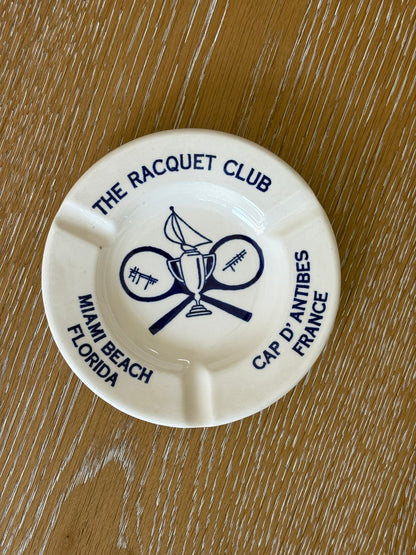 THE RACQUET CLUB
MIAMI BEACH
FLORIDA
CAP D' ANTIBES
FRANCE